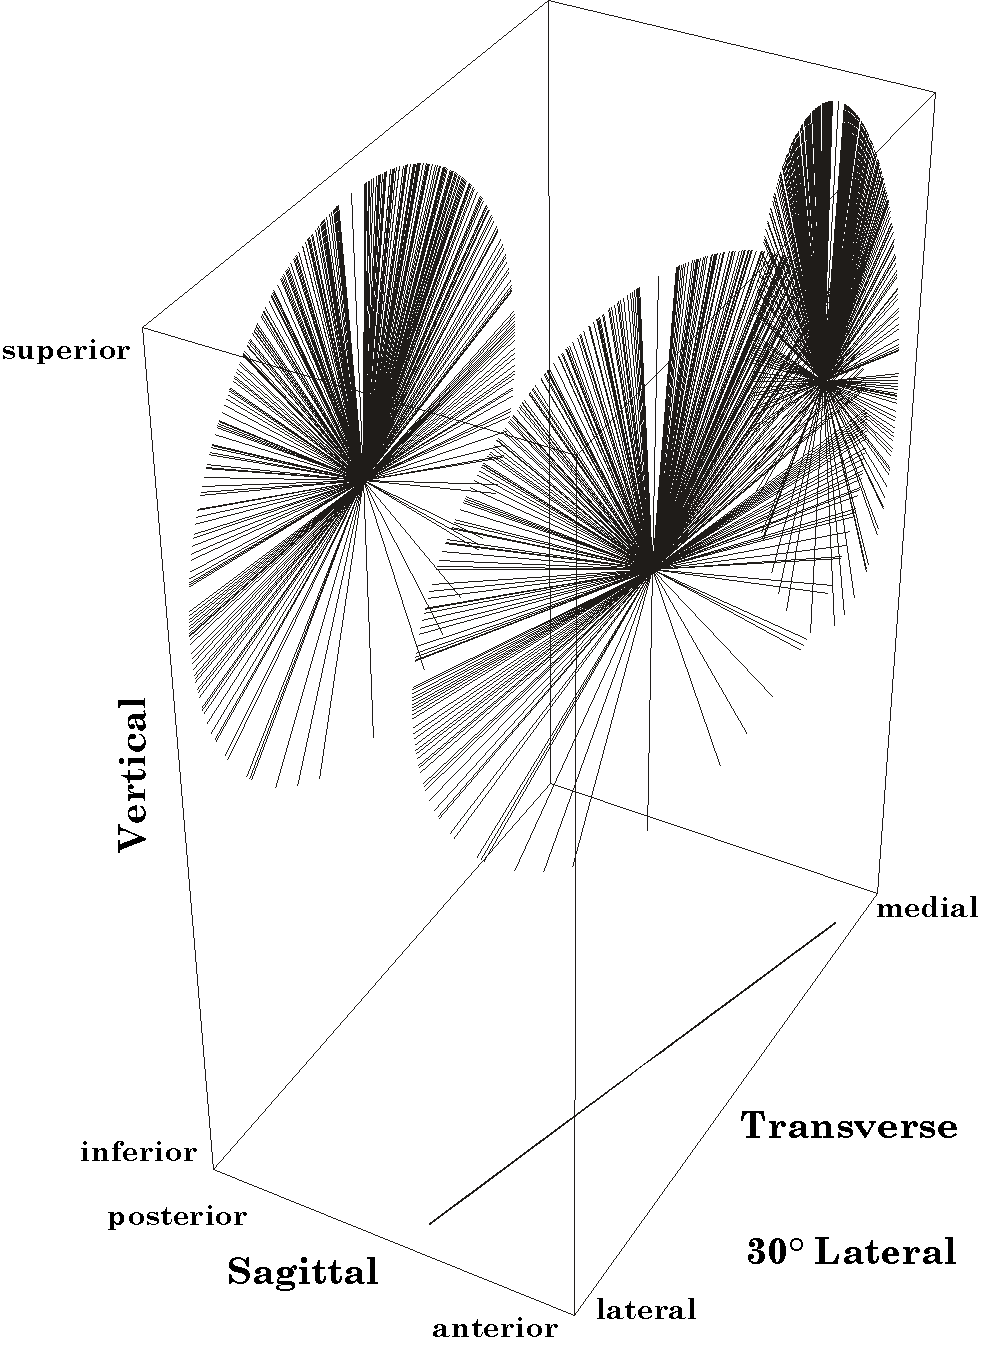 superior
Vertical
medial
Transverse
inferior
posterior
30° Lateral
Sagittal
lateral
anterior